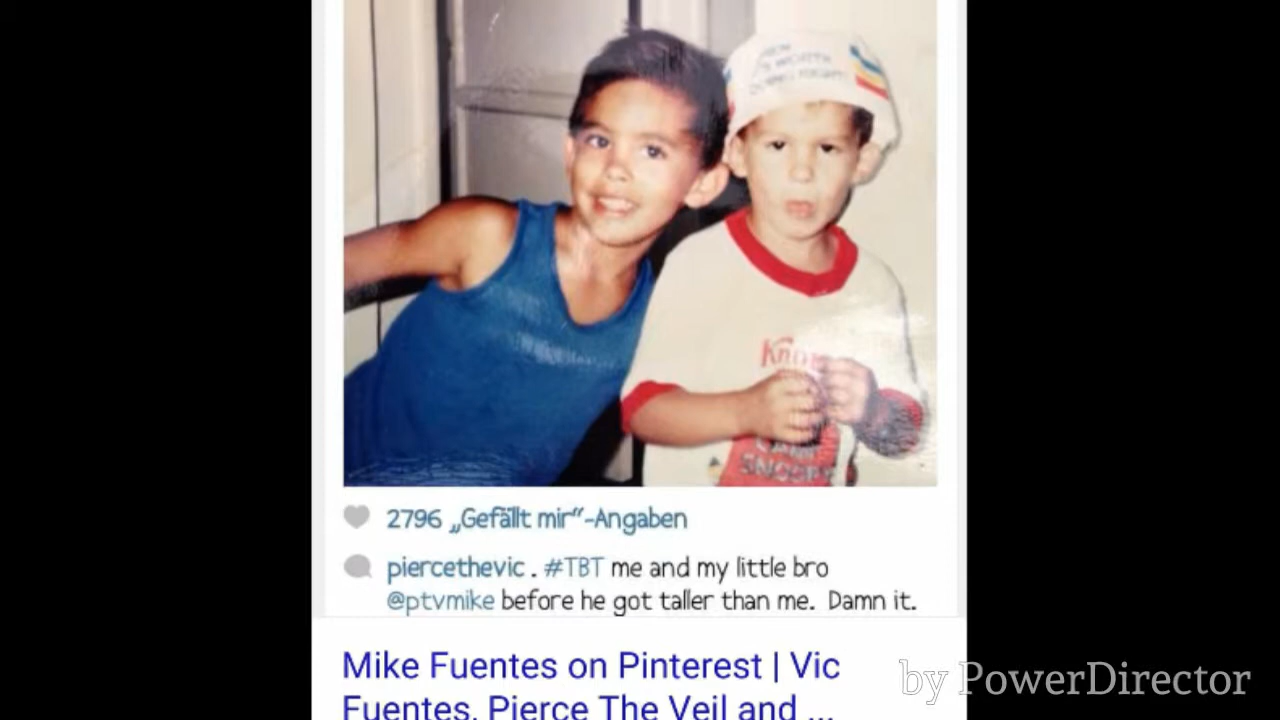 2796 „Gefällt mir“-Angaben
piercethevic . #TBT me and my little bro
@ptvmike before he got taller than me. Damn it.
Mike Fuentes on Pinterest | Vic
Fuentes, Pierce The Veil and ...
by PowerDirector